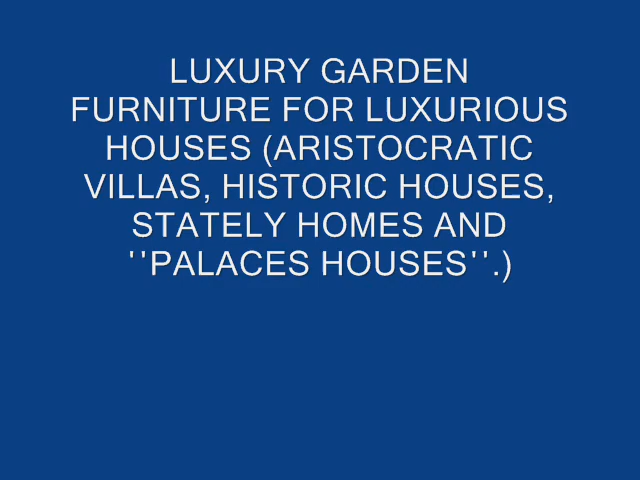 LUXURY GARDEN
FURNITURE FOR LUXURIOUS
HOUSES (ARISTOCRATIC
VILLAS, HISTORIC HOUSES,
STATELY HOMES AND
''PALACES HOUSES''.)